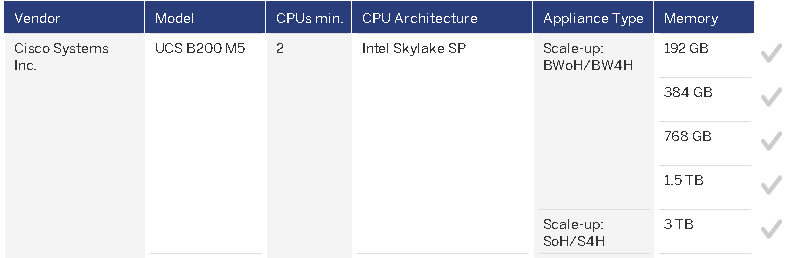 Vendor Model CPUs min. CPU Architecture Appliance Type Memory
Cisco Systems Inc. UCS B200 M5 2 Intel Skylake SP Scale-up: BWoH/BW4H 192 GB
384 GB
768 GB
1.5 TB
Scale-up: SoH/S4H 3 TB